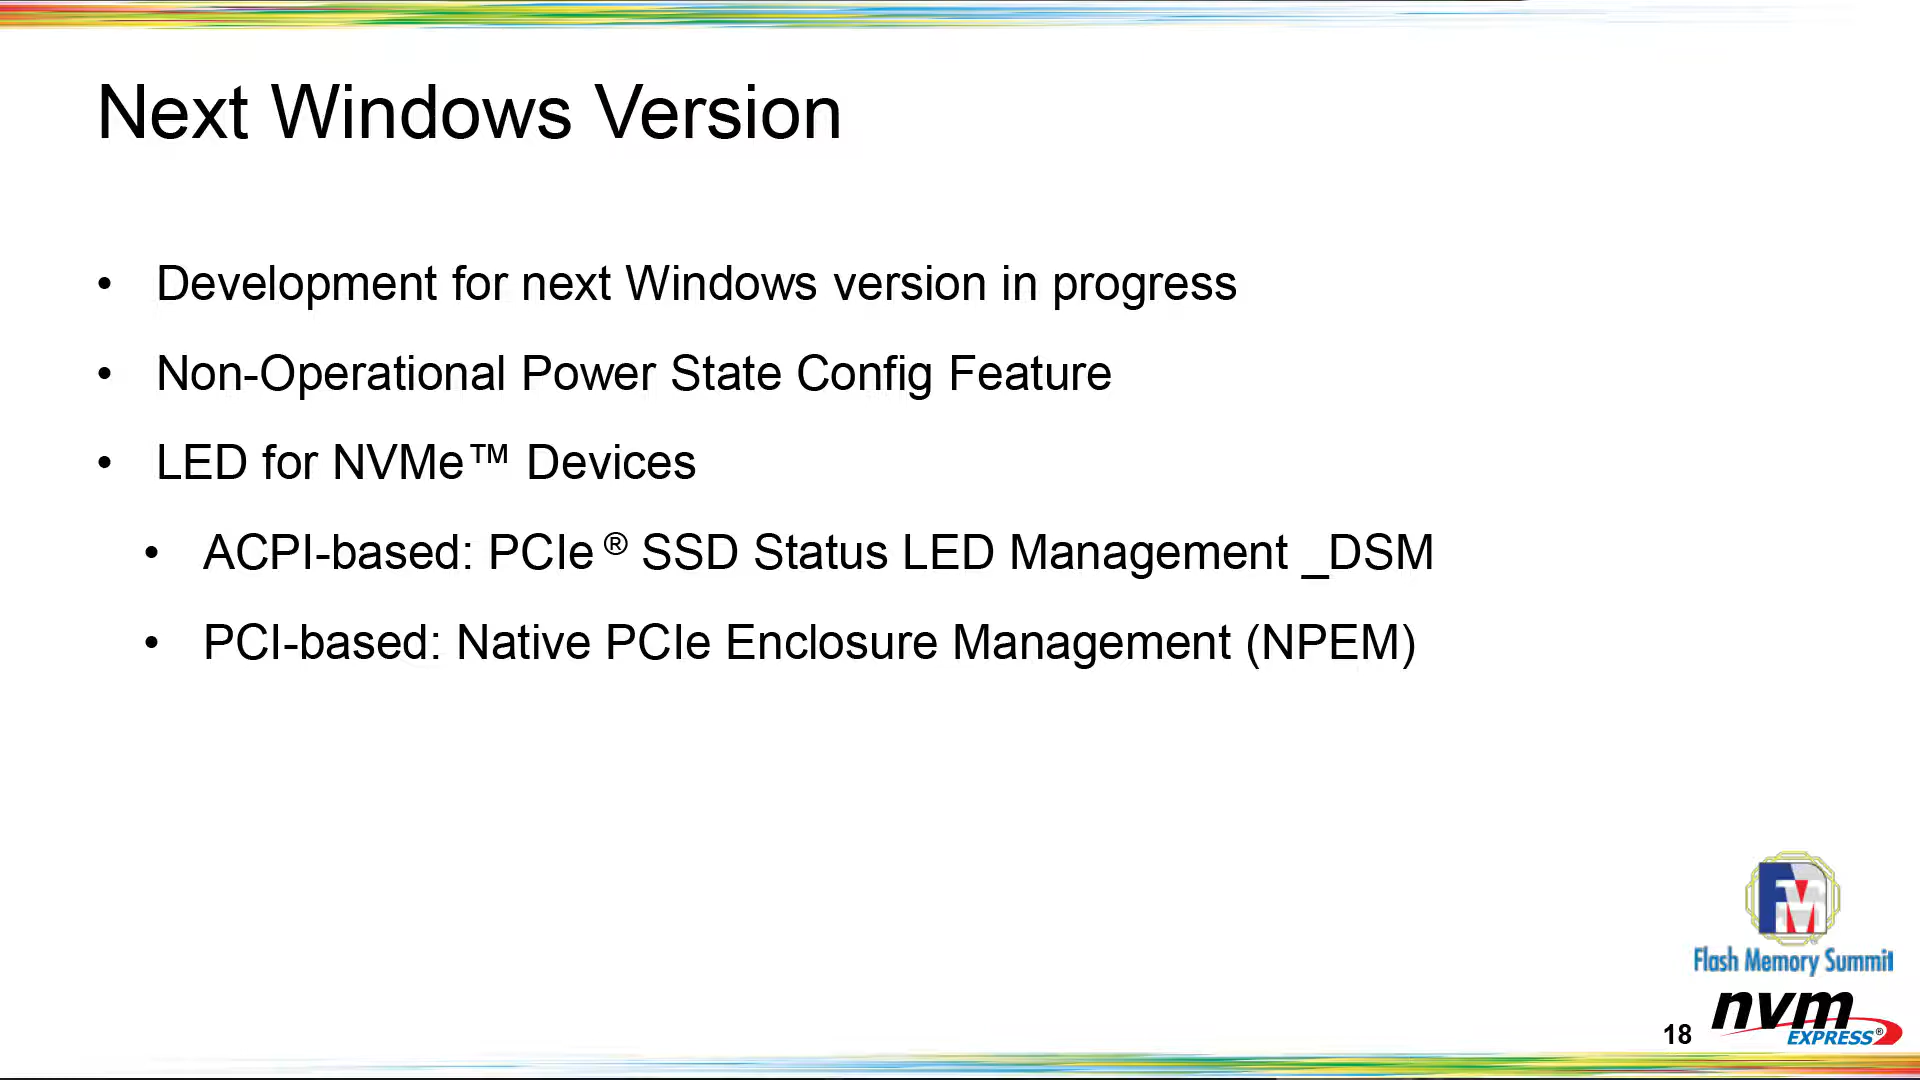 Next Windows Version
• Development for next Windows version in progress
• Non-Operational Power State Config Feature
• LED for NVMe™ Devices
• ACPI-based: PCIe ® SSD Status LED Management _DSM
• PCI-based: Native PCIe Enclosure Management (NPEM)
FM
Flash Memory Summit
nvm
EXPRESS®
18